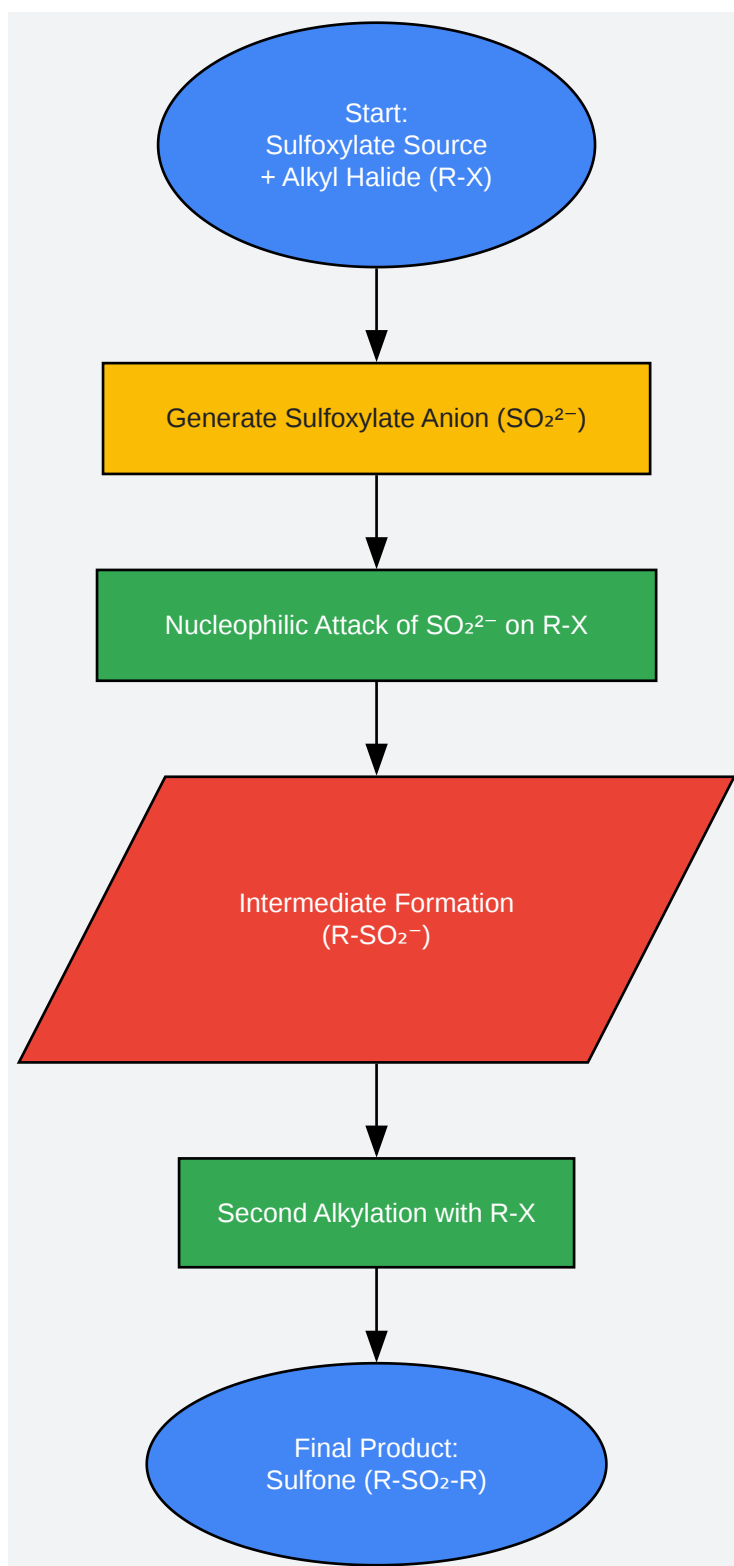 Start:
Sulfoxylate Source
+ Alkyl Halide (R-X)
Generate Sulfoxylate Anion (SO₂²⁻)
Nucleophilic Attack of SO₂²⁻ on R-X
Intermediate Formation
(R-SO₂⁻)
Second Alkylation with R-X
Final Product:
Sulfone (R-SO₂-R)